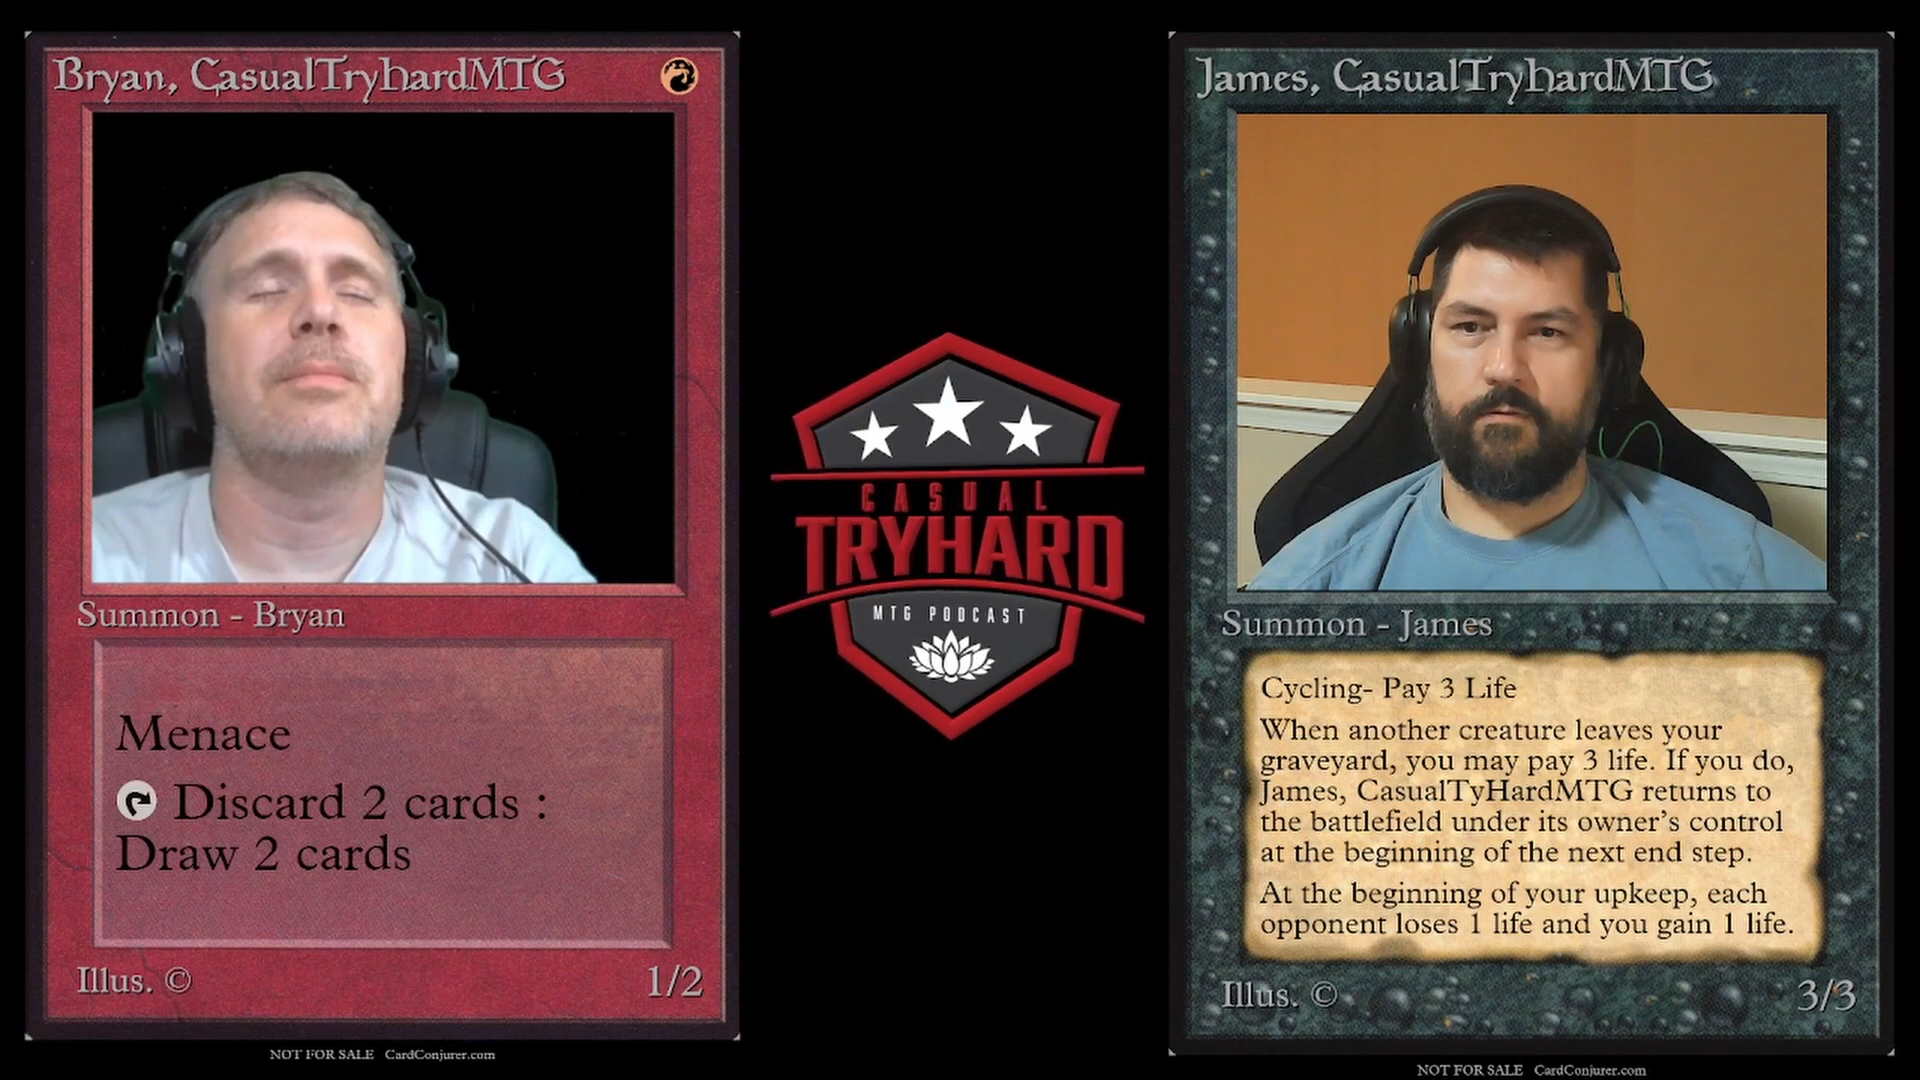 Bryan, CasualTryhardMTG
Summon - Bryan
Menace
Discard 2 cards :
Draw 2 cards
Illus. ©
1/2
NOT FOR SALE CardConjurer.com
CASUAL
TRYHARD
MTG PODCAST
James, CasualTryhardMTG
Summon - James
Cycling- Pay 3 Life
When another creature leaves your
graveyard, you may pay 3 life. If you do,
James, CasualTyHardMTG returns to
the battlefield under its owner's control
at the beginning of the next end step.
At the beginning of your upkeep, each
opponent loses 1 life and you gain 1 life.
Illus. ©
3/3
NOT FOR SALE CardConjurer.com